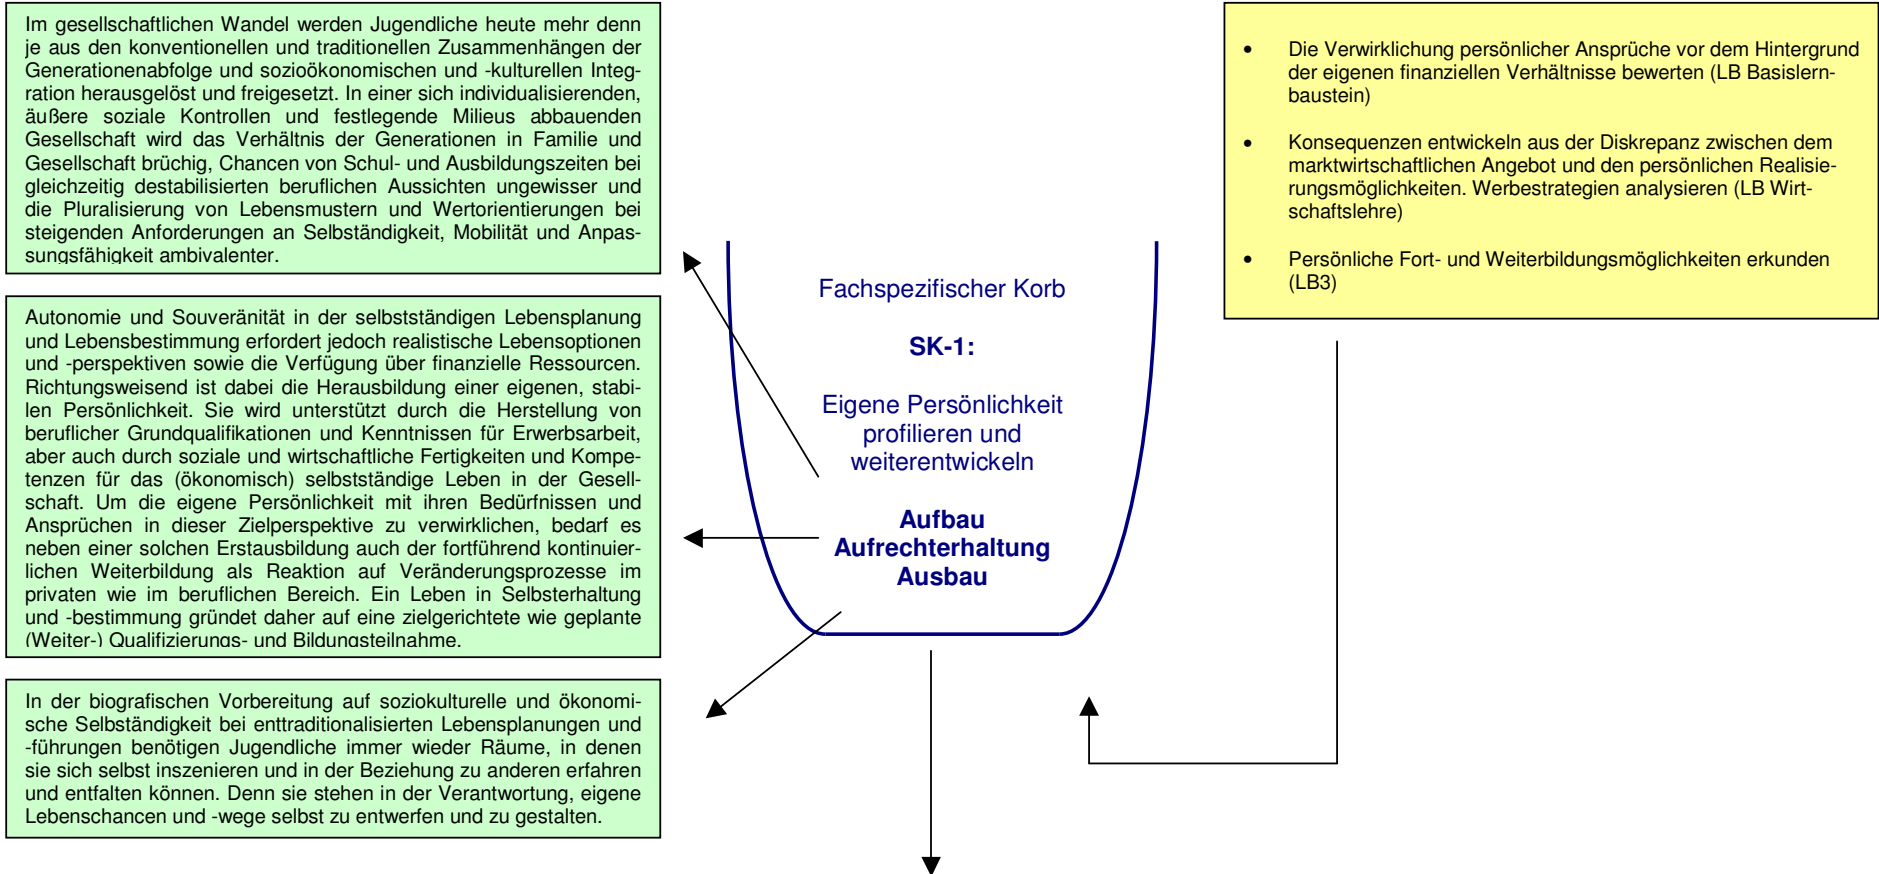 Im gesellschaftlichen Wandel werden Jugendliche heute mehr denn
je aus den konventionellen und traditionellen Zusammenhängen der
Generationenabfolge und sozioökonomischen und -kulturellen Integ-
ration herausgelöst und freigesetzt. In einer sich individualisierenden,
äußere soziale Kontrollen und festlegende Milieus abbauenden
Gesellschaft wird das Verhältnis der Generationen in Familie und
Gesellschaft brüchig, Chancen von Schul- und Ausbildungszeiten bei
gleichzeitig destabilisierten beruflichen Aussichten ungewisser und
die Pluralisierung von Lebensmustern und Wertorientierungen bei
steigenden Anforderungen an Selbständigkeit, Mobilität und Anpas-
sungsfähigkeit ambivalenter.
Autonomie und Souveränität in der selbstständigen Lebensplanung
und Lebensbestimmung erfordert jedoch realistische Lebensoptionen
und -perspektiven sowie die Verfügung über finanzielle Ressourcen.
Richtungsweisend ist dabei die Herausbildung einer eigenen, stabi-
len Persönlichkeit. Sie wird unterstützt durch die Herstellung von
beruflicher Grundqualifikationen und Kenntnissen für Erwerbsarbeit,
aber auch durch soziale und wirtschaftliche Fertigkeiten und Kompe-
tenzen für das (ökonomisch) selbstständige Leben in der Gesell-
schaft. Um die eigene Persönlichkeit mit ihren Bedürfnissen und
Ansprüchen in dieser Zielperspektive zu verwirklichen, bedarf es
neben einer solchen Erstausbildung auch der fortführend kontinuier-
lichen Weiterbildung als Reaktion auf Veränderungsprozesse im
privaten wie im beruflichen Bereich. Ein Leben in Selbsterhaltung
und -bestimmung gründet daher auf eine zielgerichtete wie geplante
(Weiter-) Qualifizierungs- und Bildungsteilnahme.
In der biografischen Vorbereitung auf soziokulturelle und ökonomi-
sche Selbständigkeit bei enttraditionalisierten Lebensplanungen und
-führungen benötigen Jugendliche immer wieder Räume, in denen
sie sich selbst inszenieren und in der Beziehung zu anderen erfahren
und entfalten können. Denn sie stehen in der Verantwortung, eigene
Lebenschancen und -wege selbst zu entwerfen und zu gestalten.
Fachspezifischer Korb
SK-1:
Eigene Persönlichkeit
profilieren und
weiterentwickeln
Aufbau
Aufrechterhaltung
Ausbau
• Die Verwirklichung persönlicher Ansprüche vor dem Hintergrund
der eigenen finanziellen Verhältnisse bewerten (LB Basislern-
baustein)
• Konsequenzen entwickeln aus der Diskrepanz zwischen dem
marktwirtschaftlichen Angebot und den persönlichen Realisie-
rungsmöglichkeiten. Werbestrategien analysieren (LB Wirt-
schaftslehre)
• Persönliche Fort- und Weiterbildungsmöglichkeiten erkunden
(LB3)